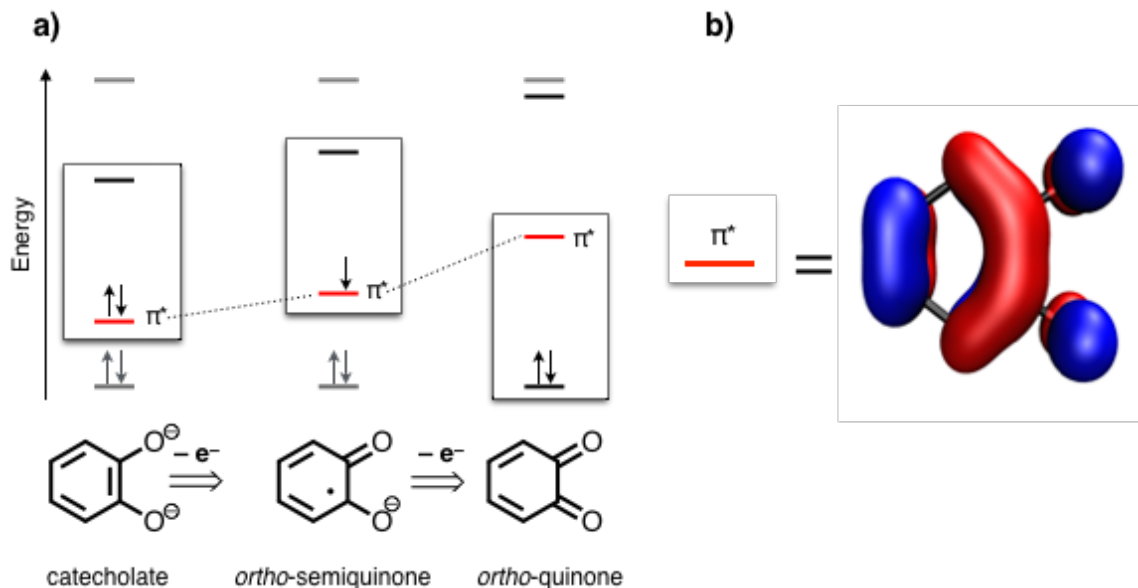 a)
b)
Energy
π*
π*
π*
π*
=
O⊖
O⊖
– e⁻
O
O⊖
– e⁻
O
O
catecholate
ortho-semiquinone
ortho-quinone